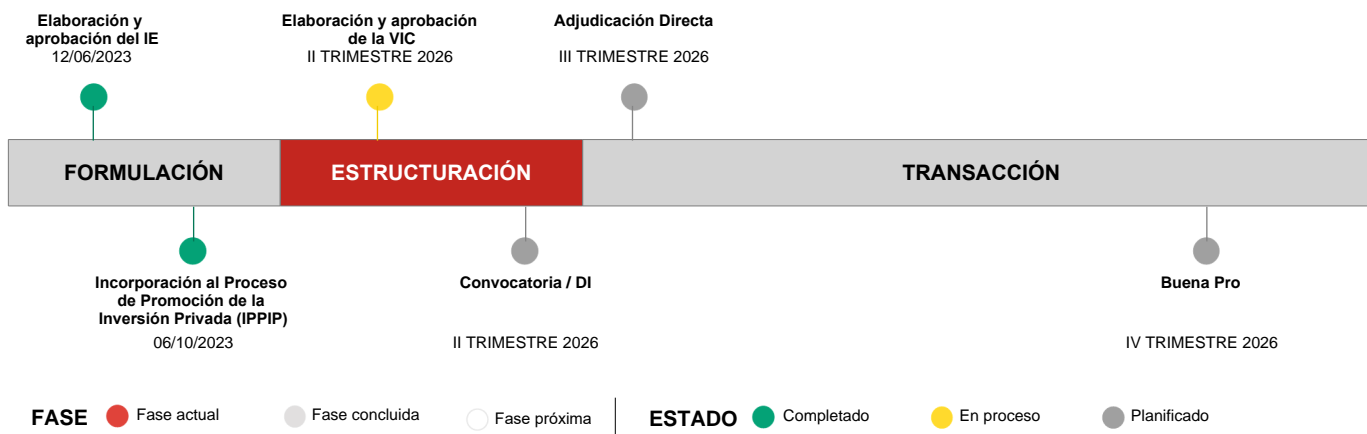 Elaboración y
aprobación del IE
12/06/2023
Elaboración y aprobación
de la VIC
II TRIMESTRE 2026
Adjudicación Directa
III TRIMESTRE 2026
FORMULACIÓN
ESTRUCTURACIÓN
TRANSACCIÓN
Incorporación al Proceso
de Promoción de la
Inversión Privada (IPPIP)
06/10/2023
Convocatoria / DI
II TRIMESTRE 2026
Buena Pro
IV TRIMESTRE 2026
FASE
Fase actual
Fase concluida
Fase próxima
ESTADO
Completado
En proceso
Planificado